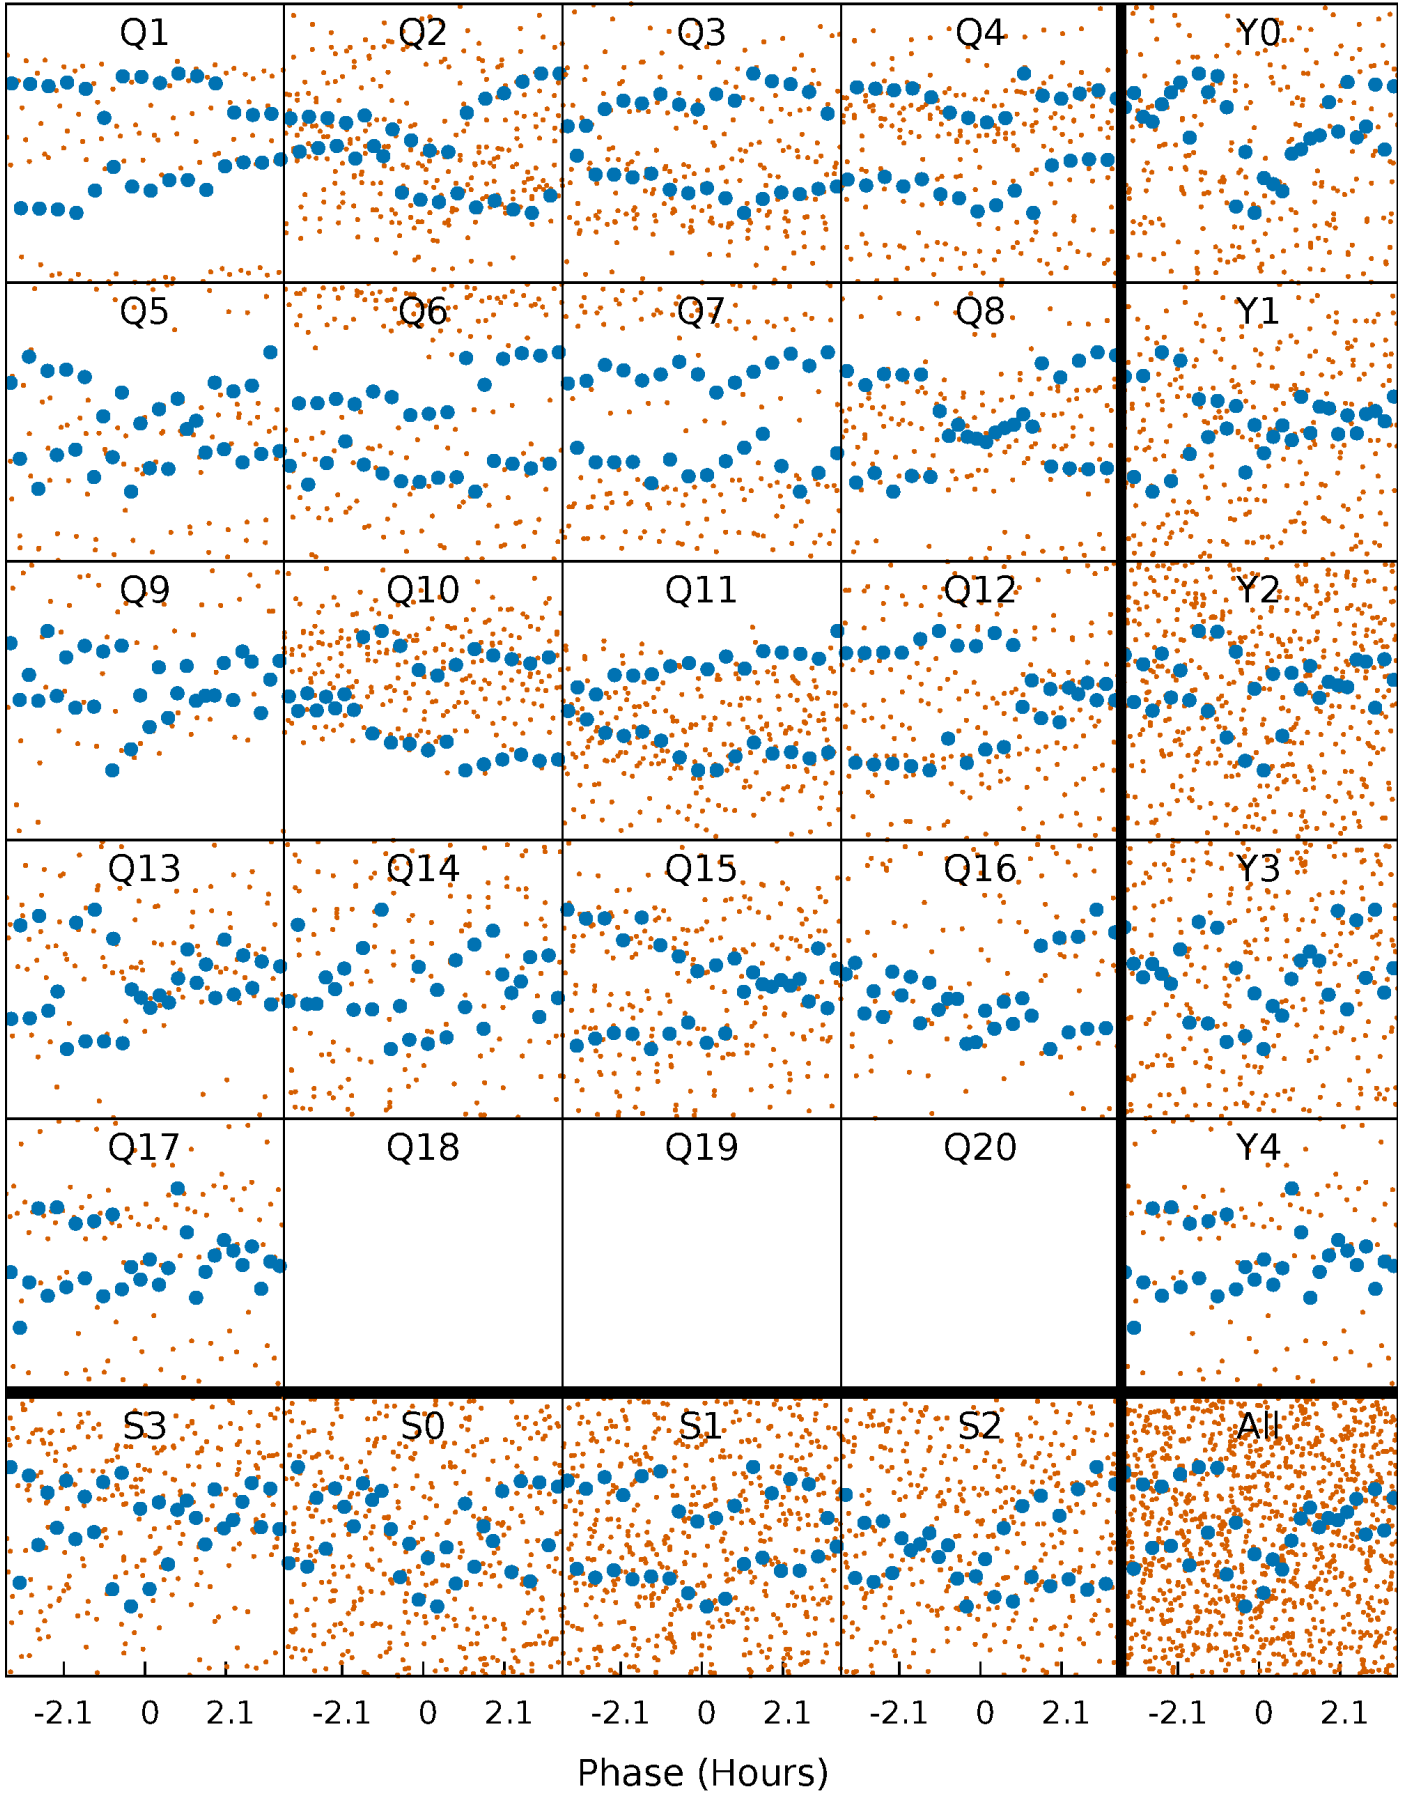 Q1 Q2 Q3 Q4 Y0
Q5 Q6 Q7 Q8 Y1
Q9 Q10 Q11 Q12 Y2
Q13 Q14 Q15 Q16 Y3
Q17 Q18 Q19 Q20 Y4
S3 S0 S1 S2 All
-2.1 0 2.1 -2.1 0 2.1 -2.1 0 2.1 -2.1 0 2.1 -2.1 0 2.1
Phase (Hours)